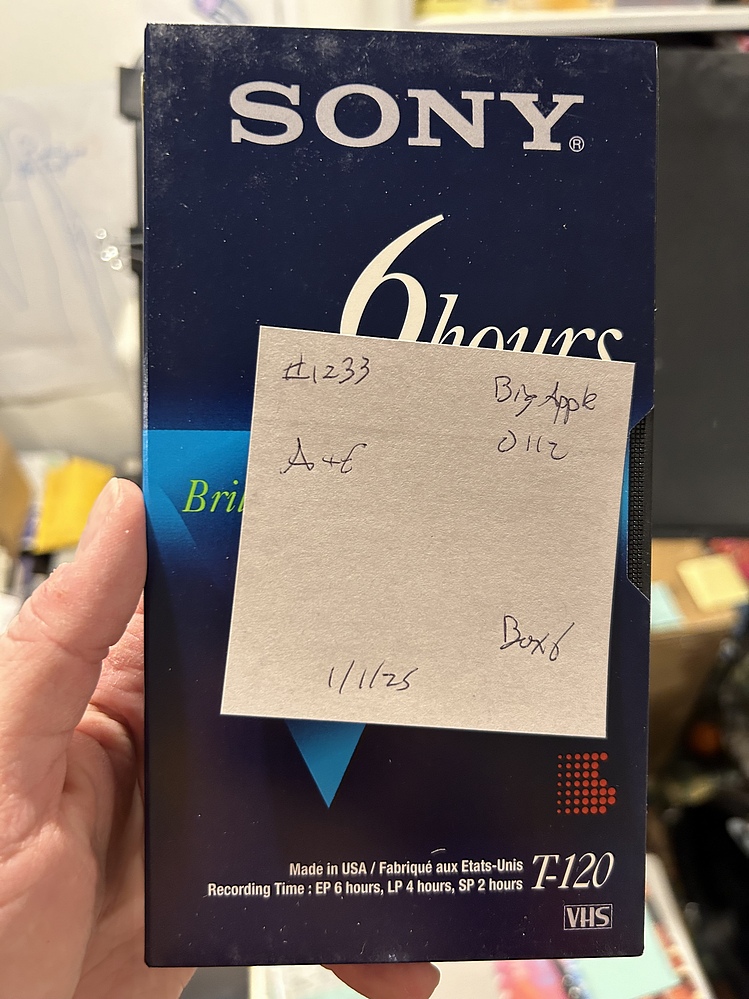 SONY®
6 hours
#1233
Big Apple
0112
A+E
Bril
Box 6
1/1/25
Made in USA / Fabriqué aux Etats-Unis
Recording Time : EP 6 hours, LP 4 hours, SP 2 hours
T-120
VHS